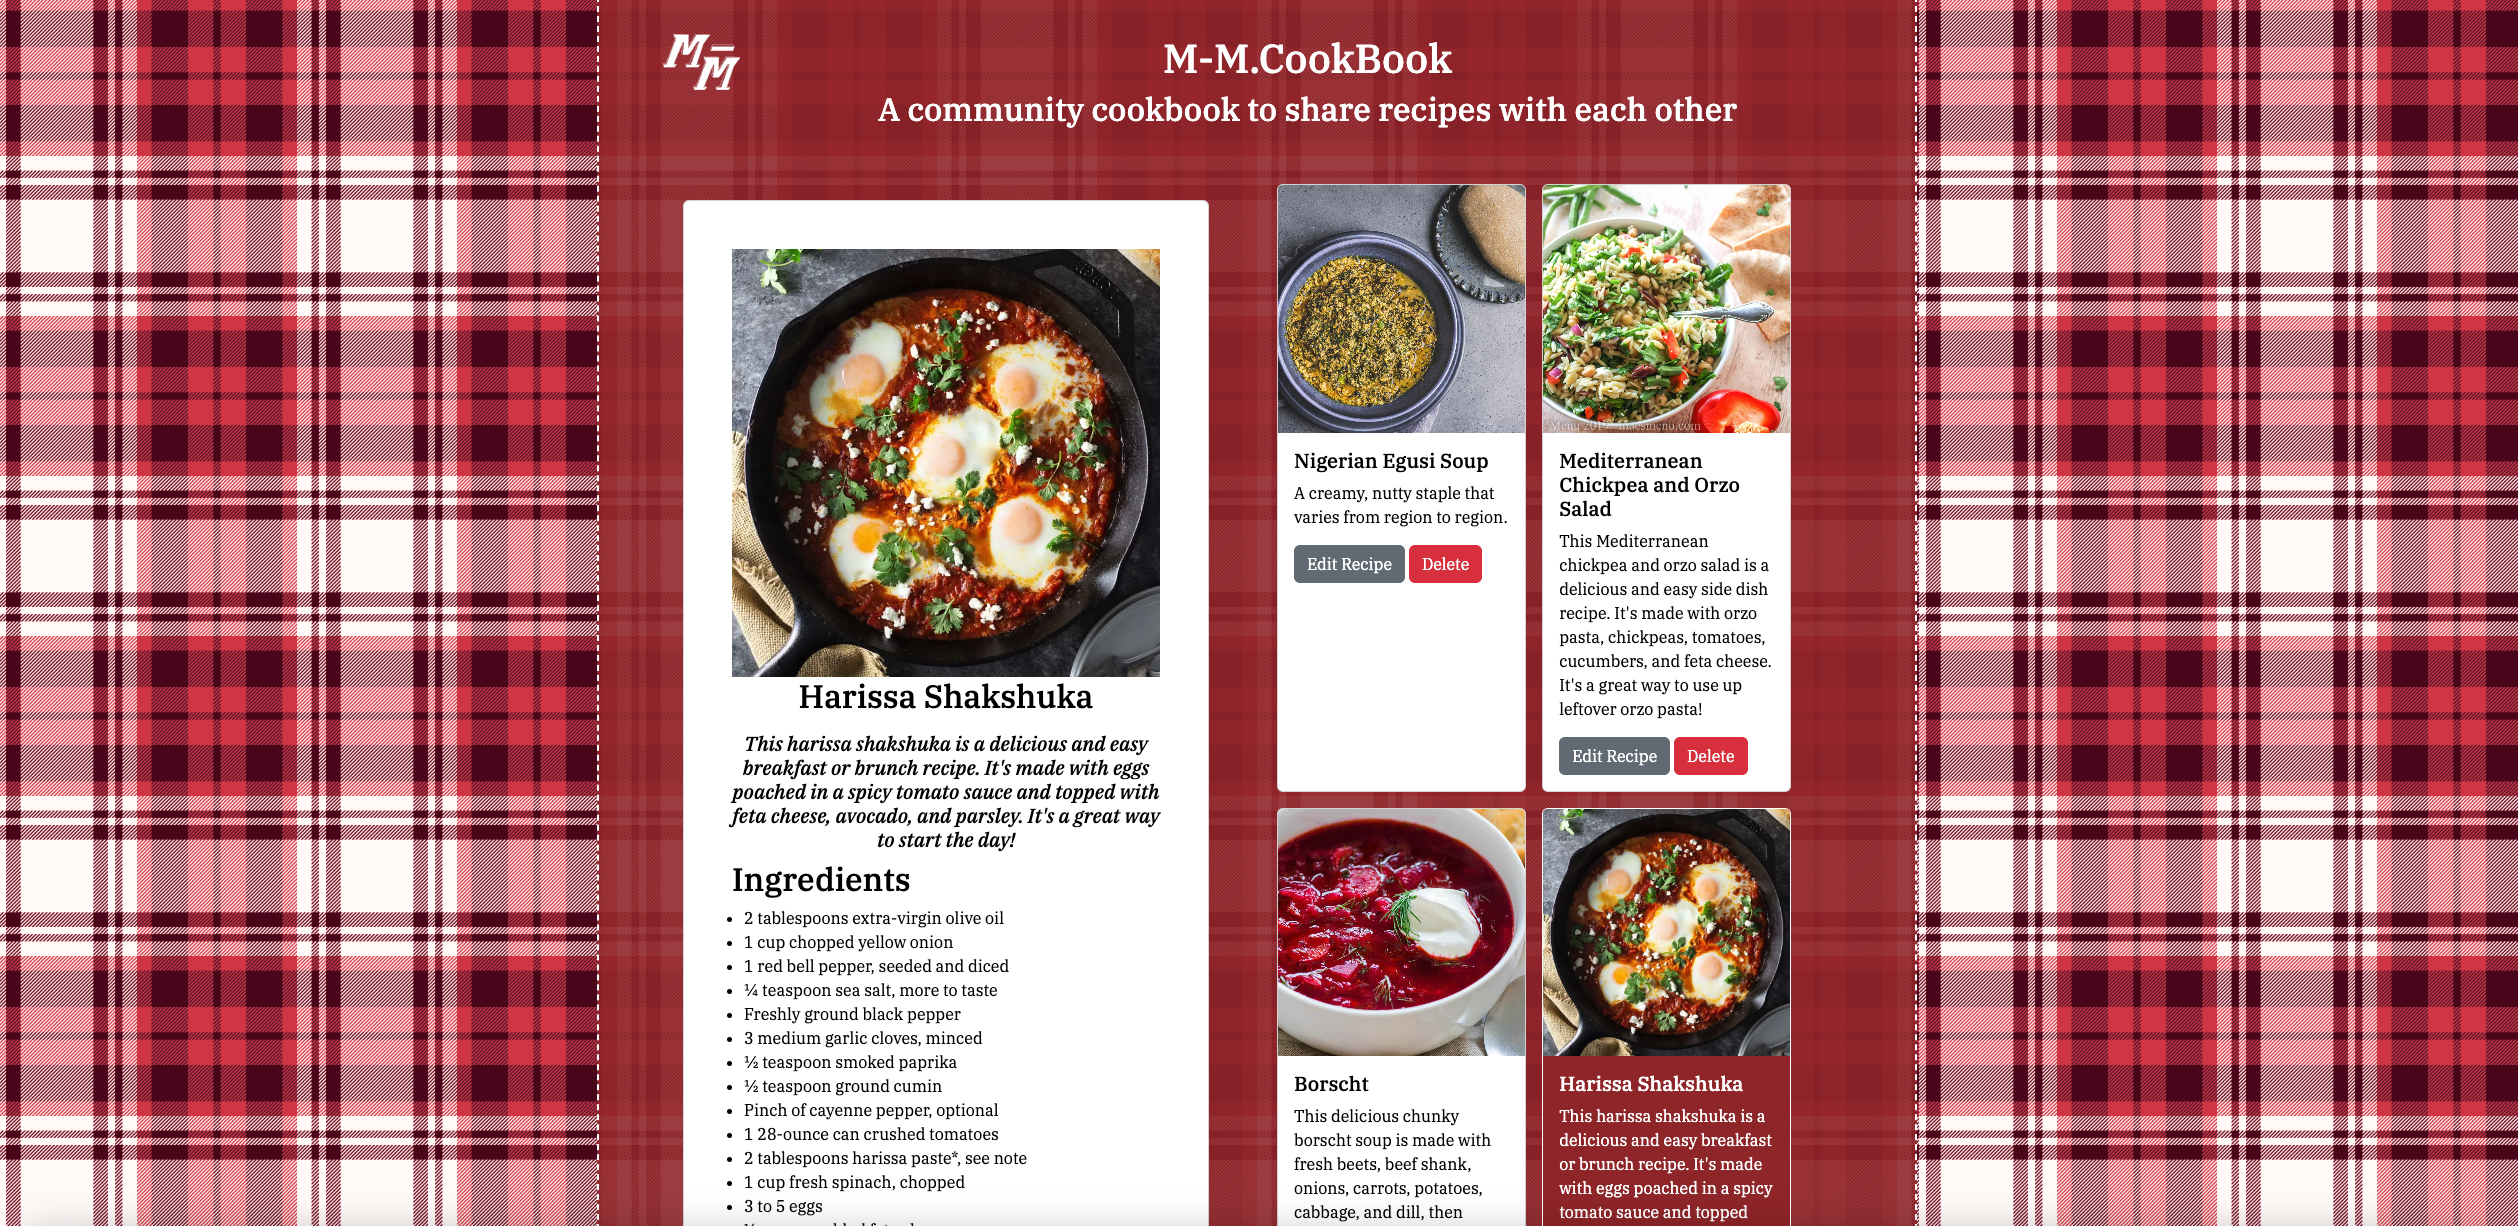 M-M
M-M.CookBook
A community cookbook to share recipes with each other
Harissa Shakshuka
This harissa shakshuka is a delicious and easy
breakfast or brunch recipe. It's made with eggs
poached in a spicy tomato sauce and topped with
feta cheese, avocado, and parsley. It's a great way
to start the day!
Ingredients
• 2 tablespoons extra-virgin olive oil
• 1 cup chopped yellow onion
• 1 red bell pepper, seeded and diced
• ¼ teaspoon sea salt, more to taste
• Freshly ground black pepper
• 3 medium garlic cloves, minced
• ½ teaspoon smoked paprika
• ½ teaspoon ground cumin
• Pinch of cayenne pepper, optional
• 1 28-ounce can crushed tomatoes
• 2 tablespoons harissa paste*, see note
• 1 cup fresh spinach, chopped
• 3 to 5 eggs
Nigerian Egusi Soup
A creamy, nutty staple that
varies from region to region.
Edit Recipe Delete
Menu 2019 macsmenu.com
Mediterranean
Chickpea and Orzo
Salad
This Mediterranean
chickpea and orzo salad is a
delicious and easy side dish
recipe. It's made with orzo
pasta, chickpeas, tomatoes,
cucumbers, and feta cheese.
It's a great way to use up
leftover orzo pasta!
Edit Recipe Delete
Borscht
This delicious chunky
borscht soup is made with
fresh beets, beef shank,
onions, carrots, potatoes,
cabbage, and dill, then
Harissa Shakshuka
This harissa shakshuka is a
delicious and easy breakfast
or brunch recipe. It's made
with eggs poached in a spicy
tomato sauce and topped